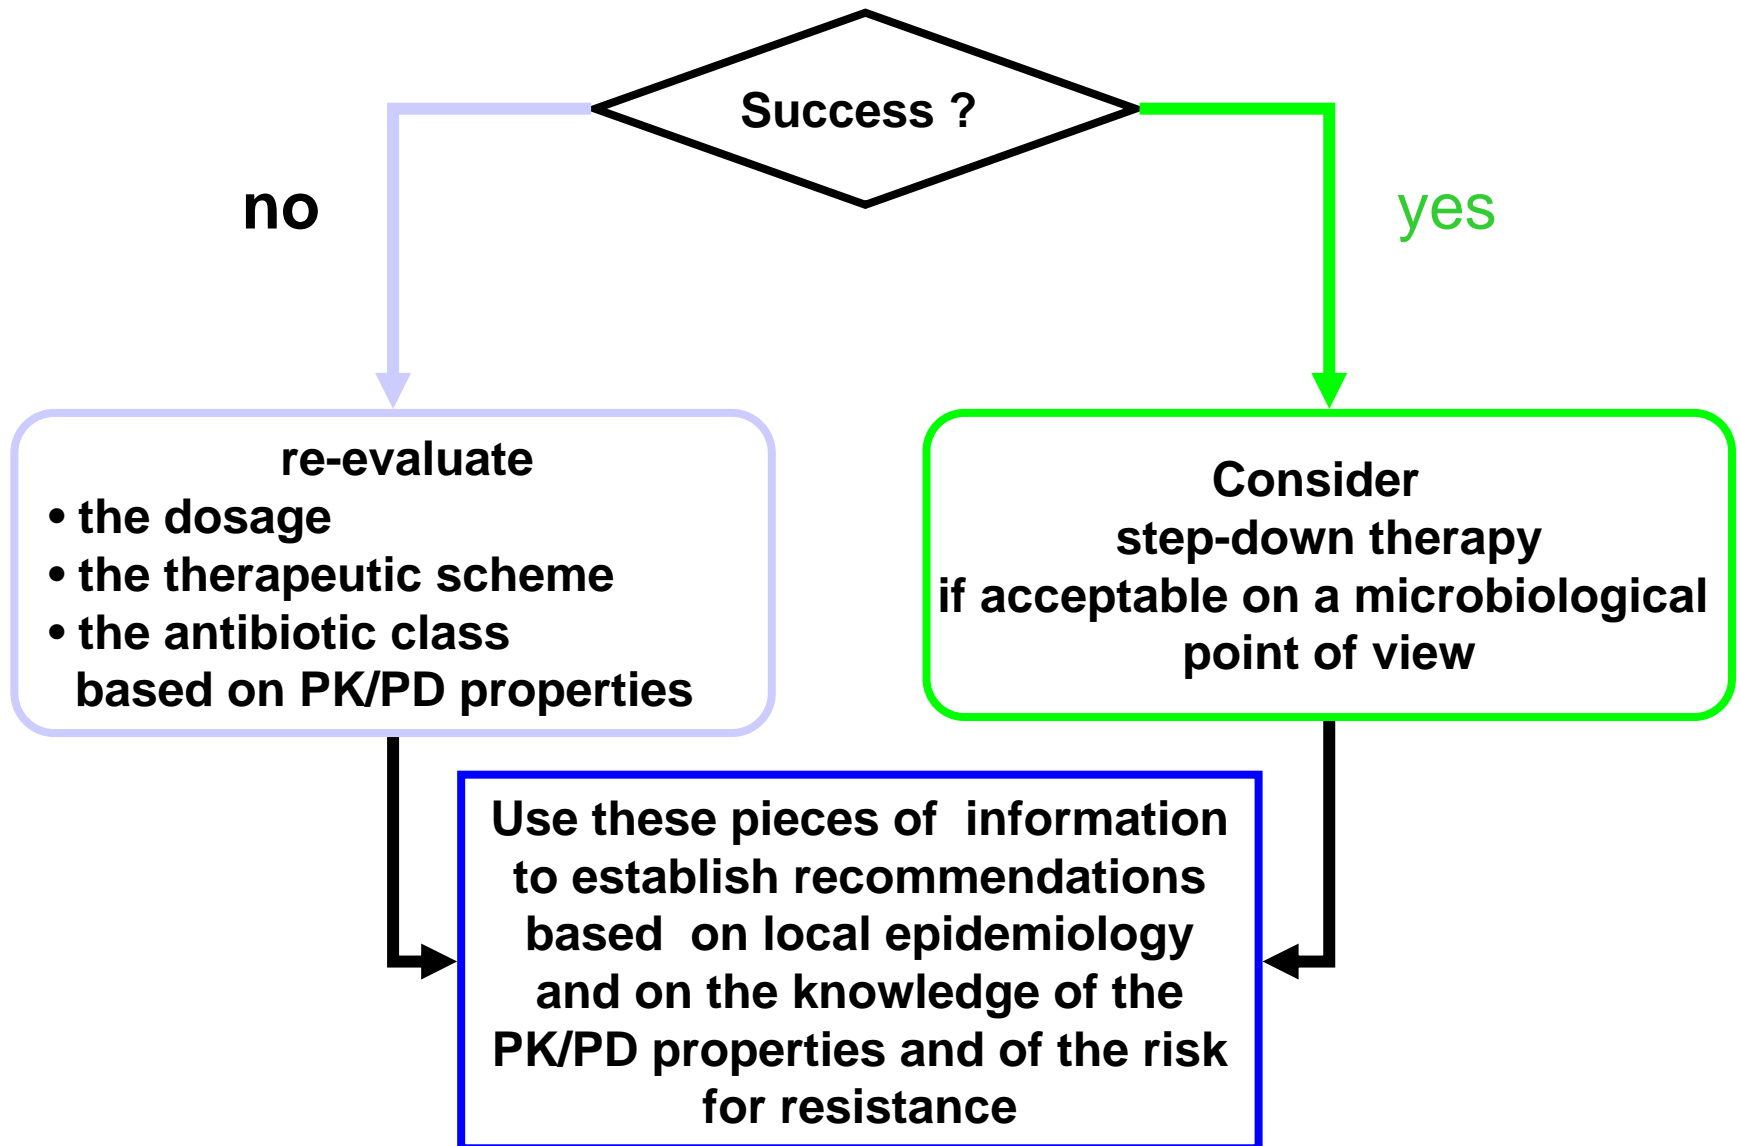 Success ?
no
yes
re-evaluate
• the dosage
• the therapeutic scheme
• the antibiotic class
based on PK/PD properties
Consider
step-down therapy
if acceptable on a microbiological
point of view
Use these pieces of  information
to establish recommendations
based  on local epidemiology
and on the knowledge of the
PK/PD properties and of the risk
for resistance